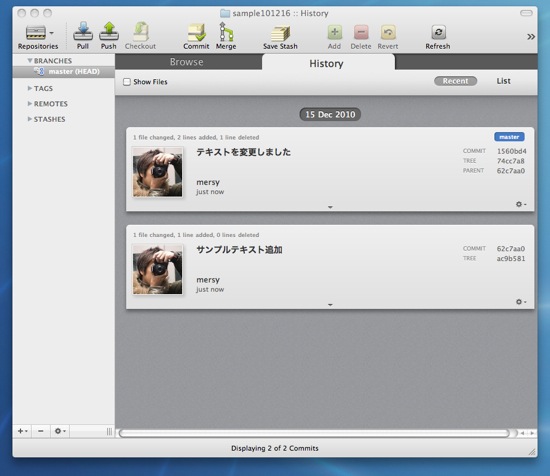 sample101216 :: History
Repositories Pull Push Checkout Commit Merge Save Stash Add Delete Revert Refresh
BRANCHES
master (HEAD)
TAGS
REMOTES
STASHES
Browse History
Show Files Recent List
15 Dec 2010
1 file changed, 2 lines added, 1 line deleted master
テキストを変更しました
COMMIT 1560bd4
TREE 74cc7a8
PARENT 62c7aa0
mersy
just now
1 file changed, 1 line added, 0 lines deleted
サンプルテキスト追加
COMMIT 62c7aa0
TREE ac9b581
mersy
just now
Displaying 2 of 2 Commits